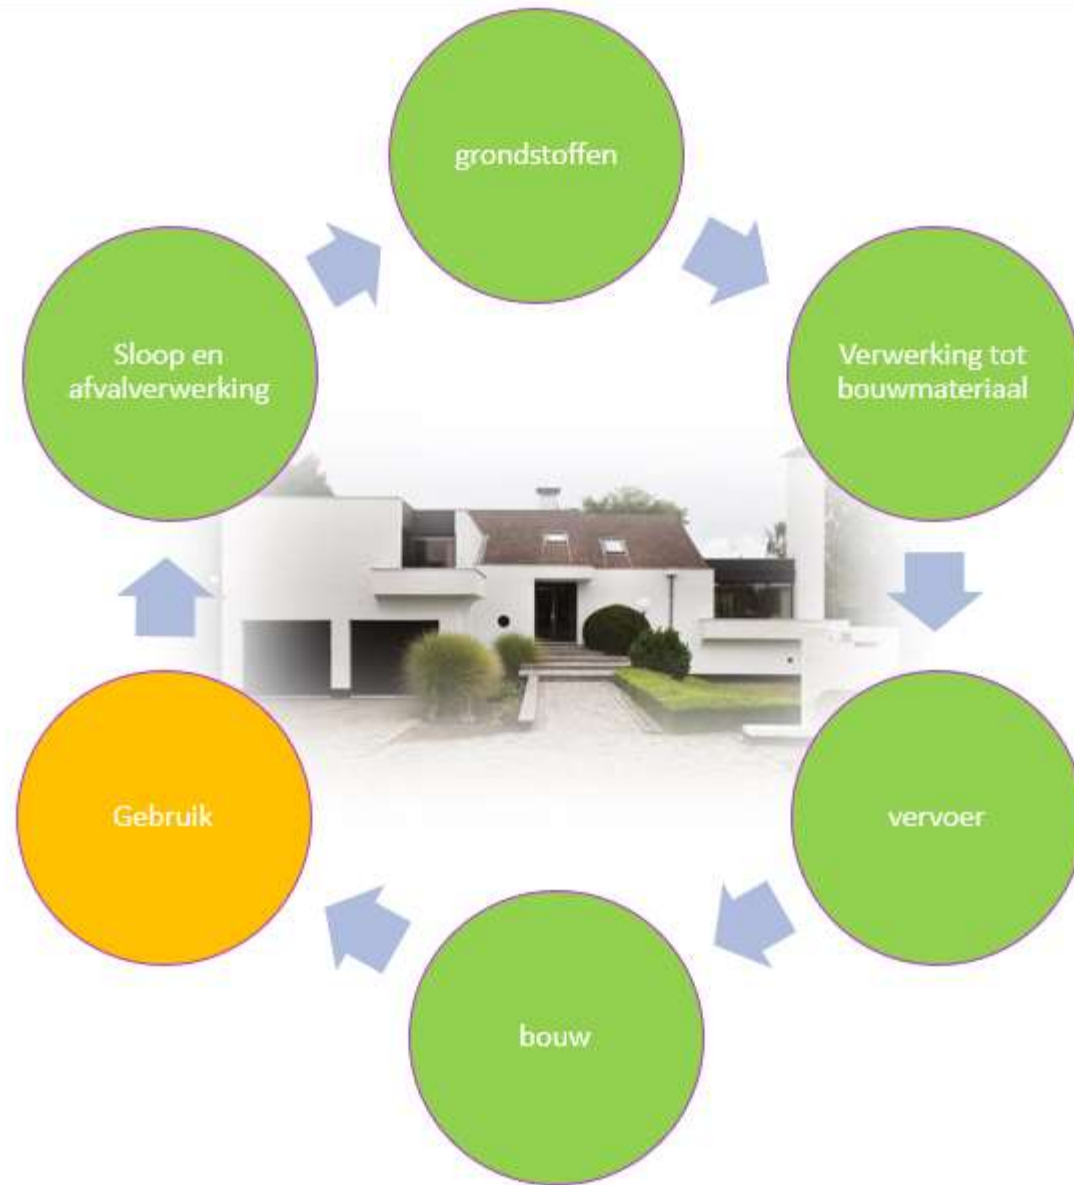 grondstoffen
Verwerking tot
bouwmateriaal
vervoer
bouw
Gebruik
Sloop en
afvalverwerking